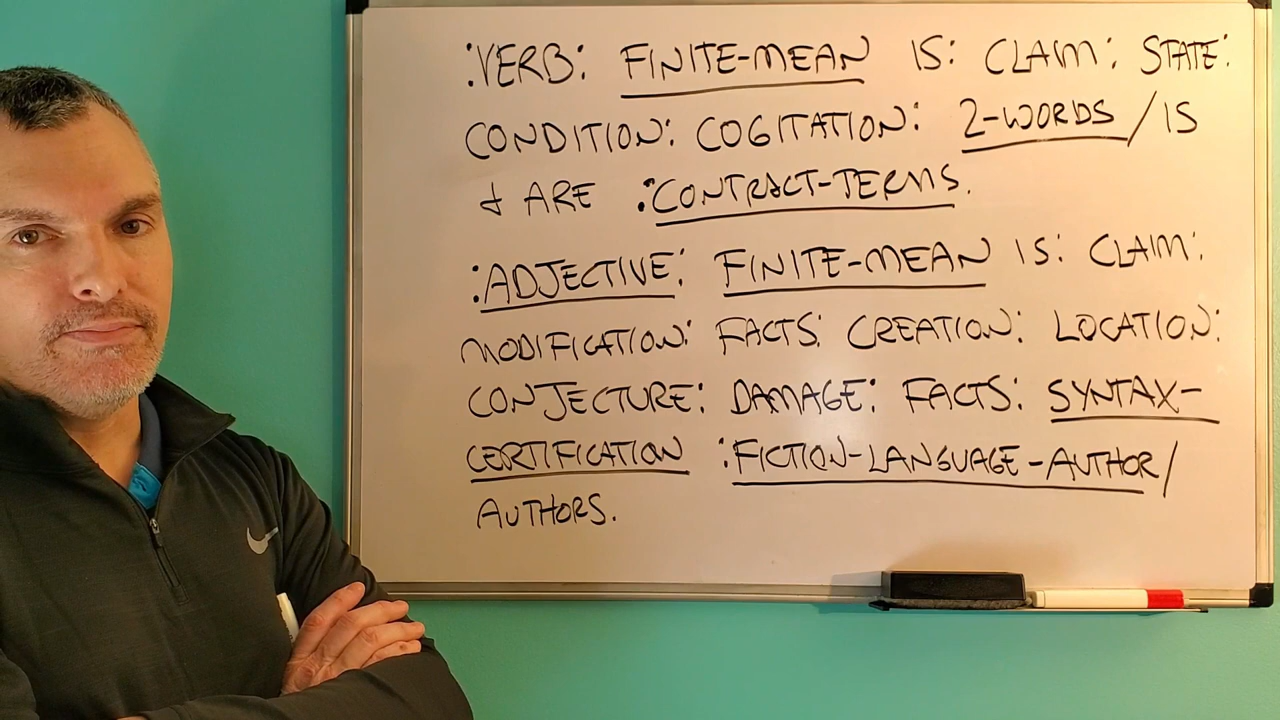 :VERB: FINITE-MEAN IS: CLAIM: STATE:
CONDITION: COGITATION: 2-WORDS/IS
& ARE :CONTRACT-TERMS.
:ADJECTIVE: FINITE-MEAN IS: CLAIM:
MODIFICATION: FACTS: CREATION: LOCATION:
CONJECTURE: DAMAGE: FACTS: SYNTAX-
CERTIFICATION :FICTION-LANGUAGE-AUTHOR/
AUTHORS.